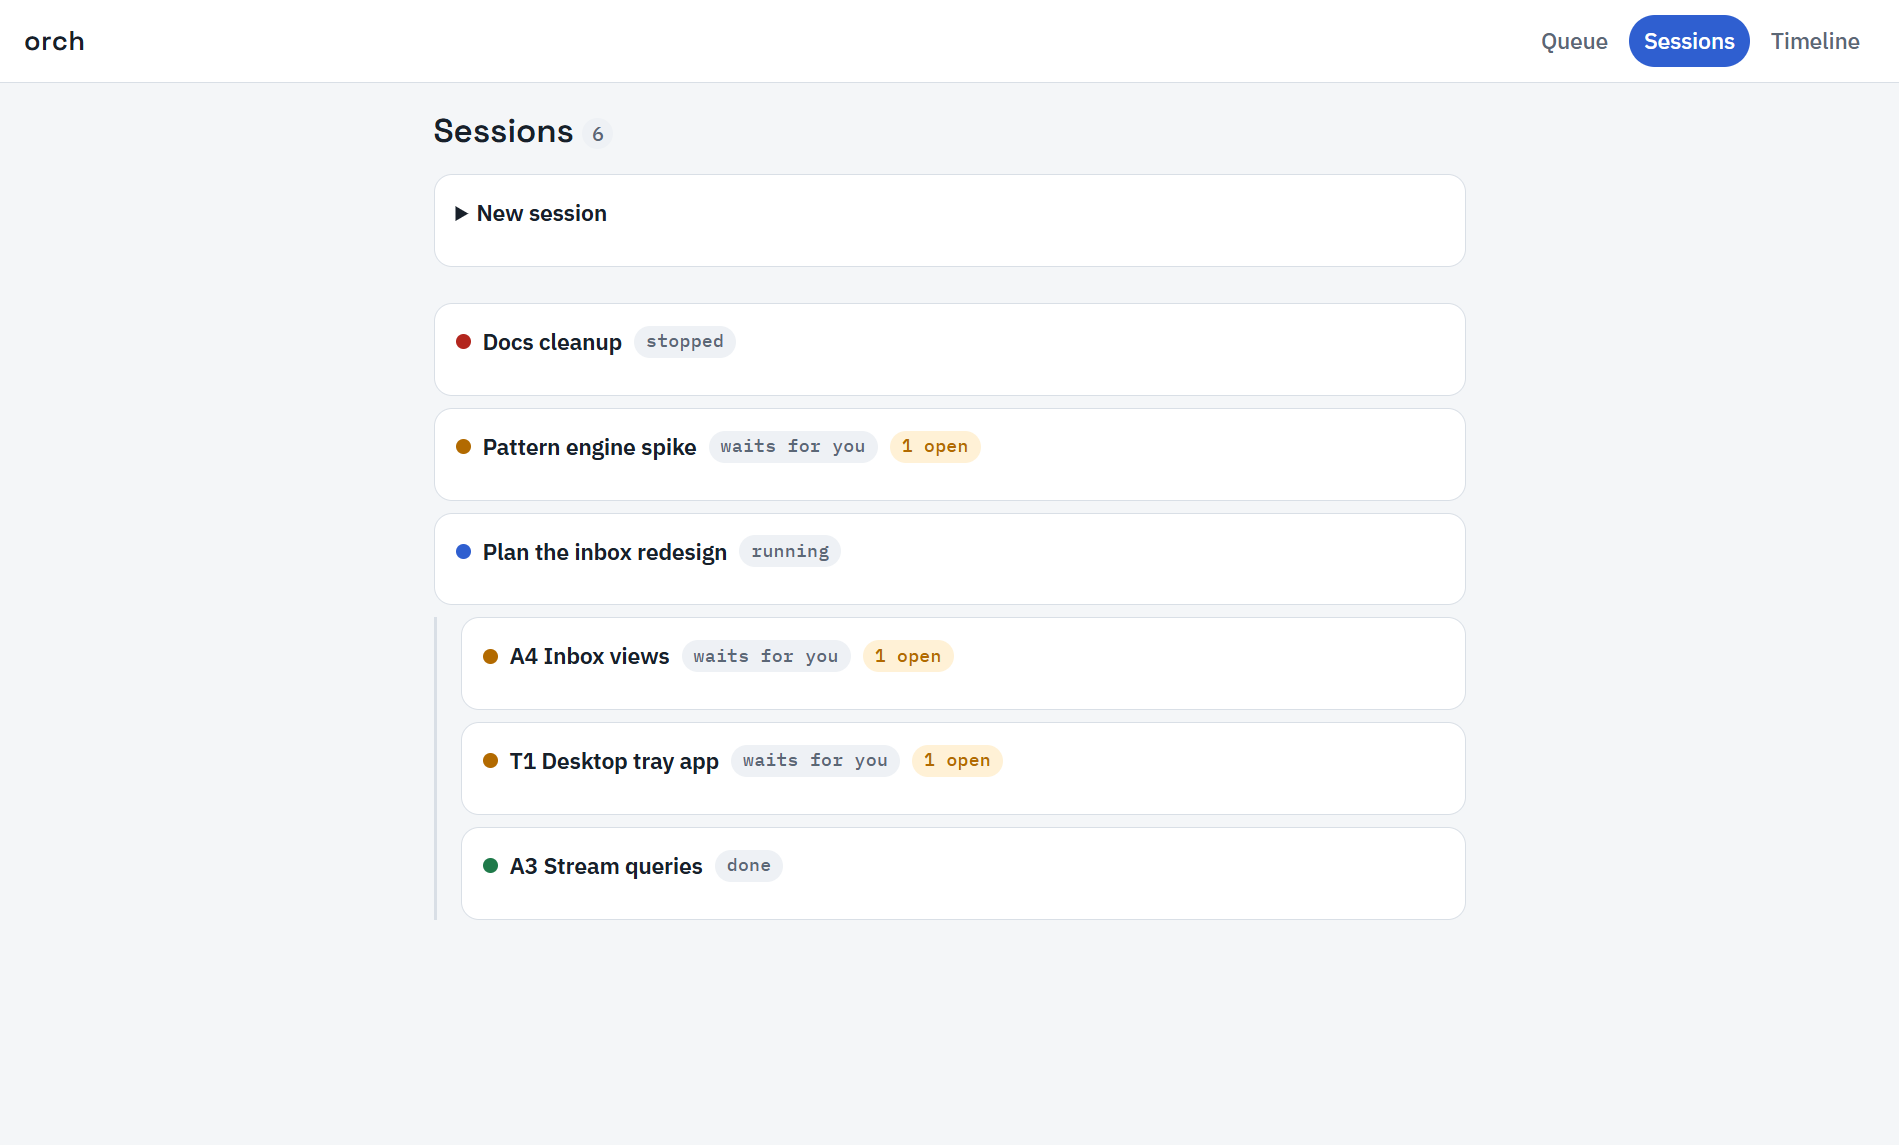 orch
Queue Sessions Timeline
Sessions 6
New session
Docs cleanup stopped
Pattern engine spike waits for you 1 open
Plan the inbox redesign running
A4 Inbox views waits for you 1 open
T1 Desktop tray app waits for you 1 open
A3 Stream queries done